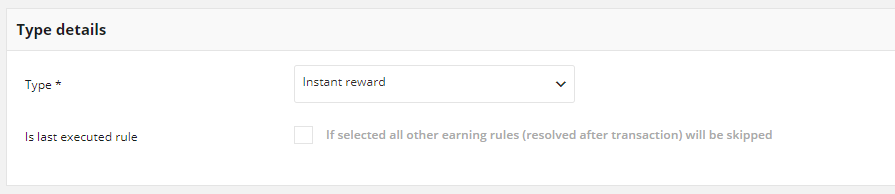 Type details
Type *
Instant reward
Is last executed rule
If selected all other earning rules (resolved after transaction) will be skipped